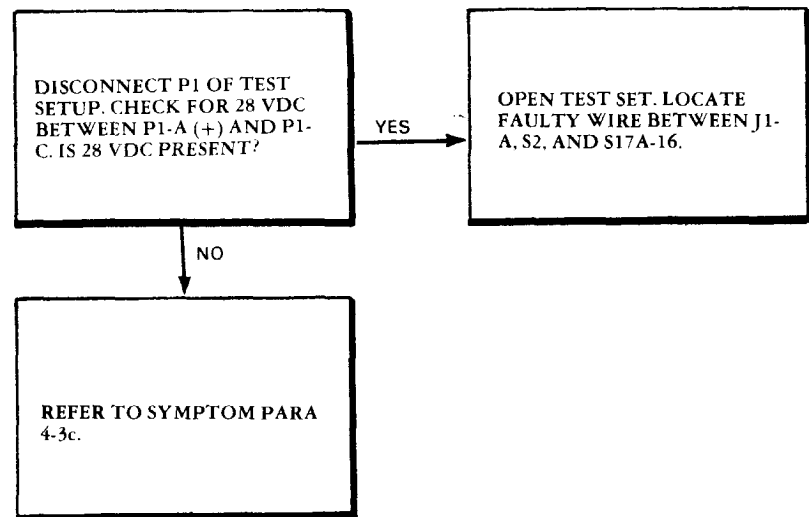 DISCONNECT P1 OF TEST
SETUP. CHECK FOR 28 VDC
BETWEEN P1-A (+) AND P1-
C. IS 28 VDC PRESENT?
YES
OPEN TEST SET. LOCATE
FAULTY WIRE BETWEEN J1-
A, S2, AND S17A-16.
NO
REFER TO SYMPTOM PARA
4-3c.